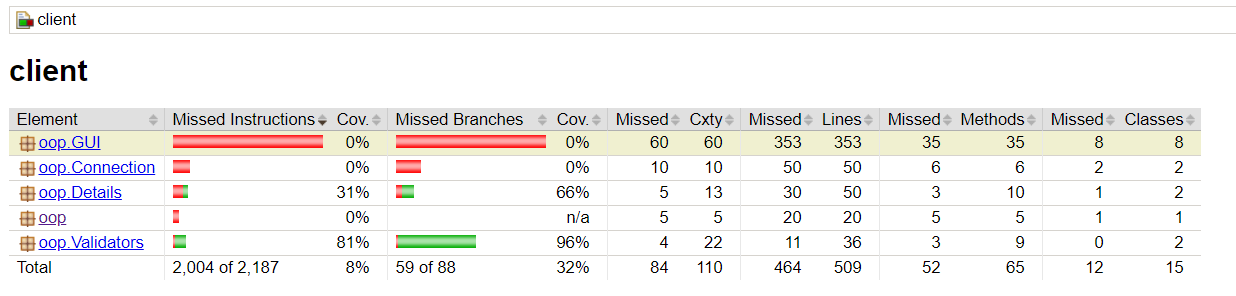 client
client
Element Missed Instructions Cov. Missed Branches Cov. Missed Cxty Missed Lines Missed Methods Missed Classes
oop.GUI 0% 0% 60 60 353 353 35 35 8 8
oop.Connection 0% 0% 10 10 50 50 6 6 2 2
oop.Details 31% 66% 5 13 30 50 3 10 1 2
oop 0% n/a 5 5 20 20 5 5 1 1
oop.Validators 81% 96% 4 22 11 36 3 9 0 2
Total 2,004 of 2,187 8% 59 of 88 32% 84 110 464 509 52 65 12 15